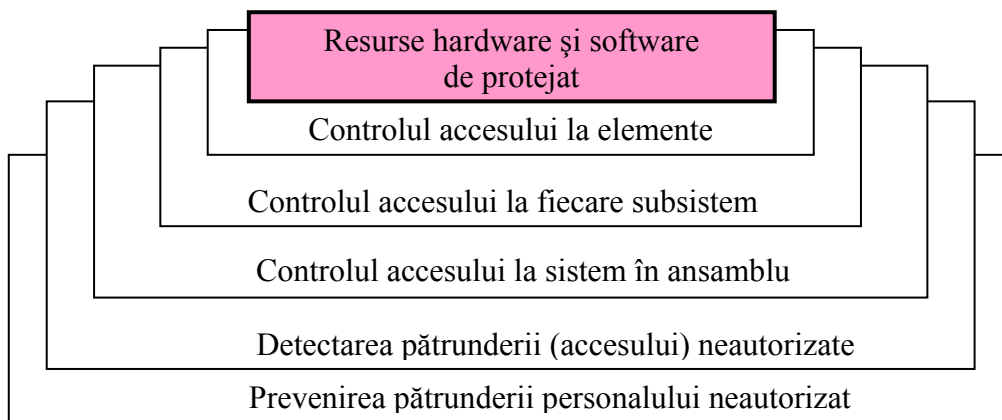 Resurse hardware şi software
de protejat
Controlul accesului la elemente
Controlul accesului la fiecare subsistem
Controlul accesului la sistem în ansamblu
Detectarea pătrunderii (accesului) neautorizate
Prevenirea pătrunderii personalului neautorizat